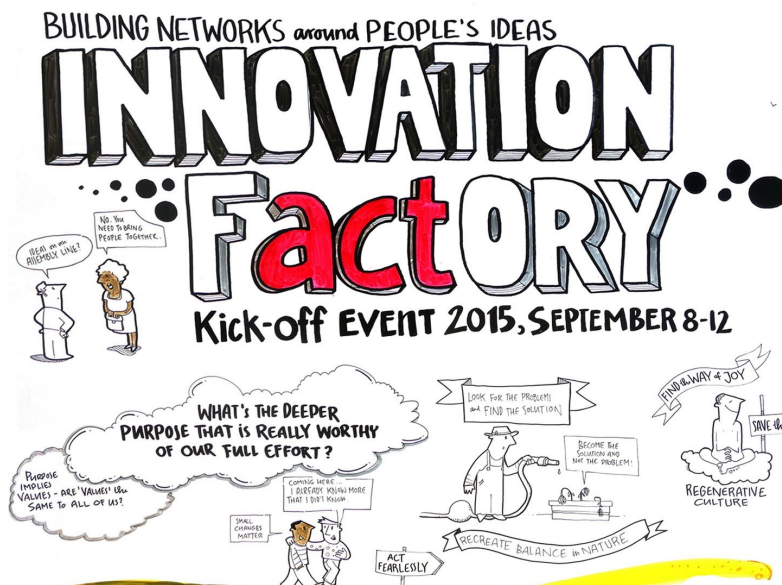 BUILDING NETWORKS around PEOPLE'S IDEAS
INNOVATION
FactORY
Kick-off EVENT 2015, SEPTEMBER 8-12
IDEAS on an
ASSEMBLY LINE?
NO. YOU
NEED TO BRING
PEOPLE TOGETHER.
WHAT'S THE DEEPER
PURPOSE THAT is REALLY WORTHY
OF OUR FULL EFFORT?
PURPOSE
IMPLIES
VALUES - ARE 'VALUES' the
SAME TO ALL OF US?
SMALL
CHANGES
MATTER
COMING HERE...
I ALREADY KNOW MORE
THAT I DIDN'T KNOW
ACT
FEARLESSLY
LOOK FOR THE PROBLEMS
and FIND THE SOLUTION
BECOME THE
SOLUTION AND
NOT THE PROBLEM!
RECREATE BALANCE in NATURE
FIND the WAY of JOY
SAVE
REGENERATIVE
CULTURE